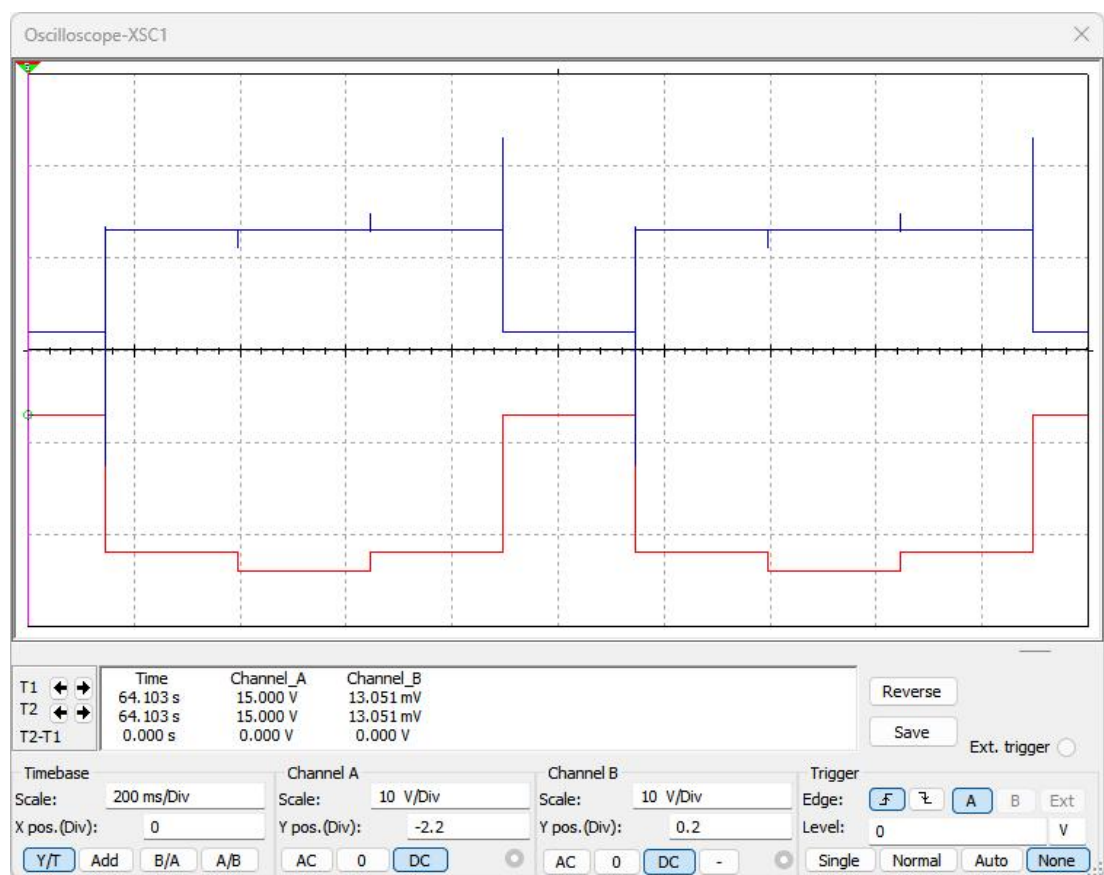 Oscilloscope-XSC1
T1
T2
T2-T1
Time Channel_A Channel_B
64.103 s 15.000 V 13.051 mV
64.103 s 15.000 V 13.051 mV
0.000 s 0.000 V 0.000 V
Reverse
Save
Ext. trigger
Timebase
Scale: 200 ms/Div
X pos.(Div): 0
Y/T Add B/A A/B
Channel A
Scale: 10 V/Div
Y pos.(Div): -2.2
AC 0 DC
Channel B
Scale: 10 V/Div
Y pos.(Div): 0.2
AC 0 DC -
Trigger
Edge: A B Ext
Level: 0 V
Single Normal Auto None